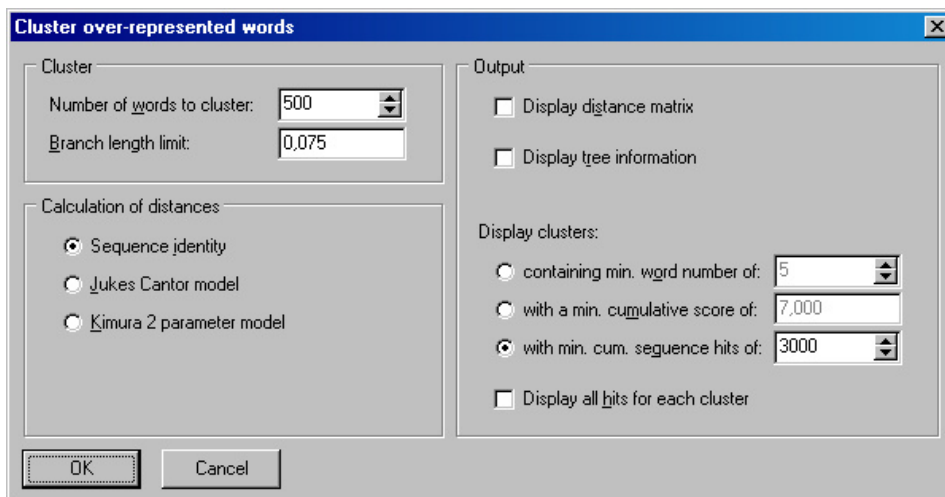 Cluster over-represented words
Cluster
Number of words to cluster: 500
Branch length limit: 0,075
Calculation of distances
Sequence identity
Jukes Cantor model
Kimura 2 parameter model
Output
Display distance matrix
Display tree information
Display clusters:
containing min. word number of: 5
with a min. cumulative score of: 7,000
with min. cum. sequence hits of: 3000
Display all hits for each cluster
OK
Cancel